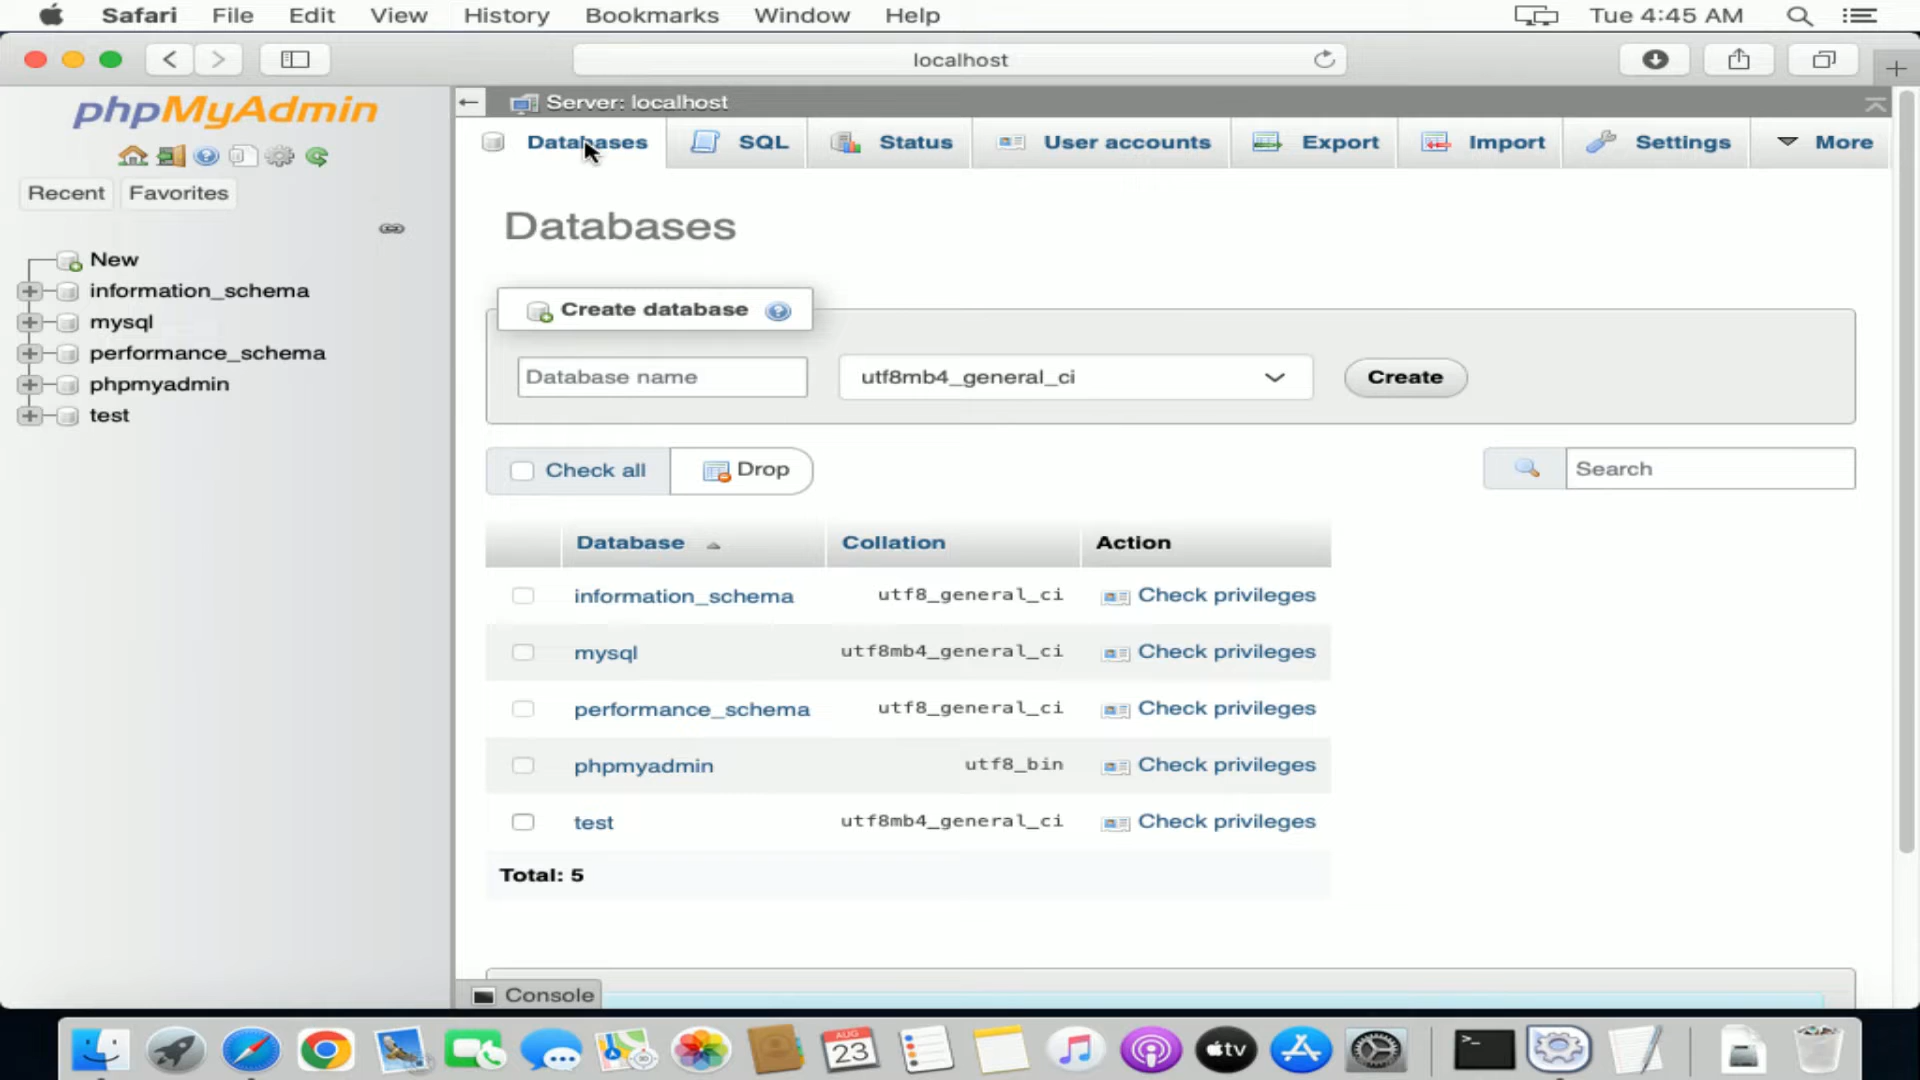 Safari File Edit View History Bookmarks Window Help Tue 4:45 AM
localhost
phpMyAdmin
Recent Favorites
New
information_schema
mysql
performance_schema
phpmyadmin
test
Server: localhost
Databases SQL Status User accounts Export Import Settings More
Databases
Create database
Database name utf8mb4_general_ci Create
Check all Drop Search
Database Collation Action
information_schema utf8_general_ci Check privileges
mysql utf8mb4_general_ci Check privileges
performance_schema utf8_general_ci Check privileges
phpmyadmin utf8_bin Check privileges
test utf8mb4_general_ci Check privileges
Total: 5
Console
AUG
23
tv